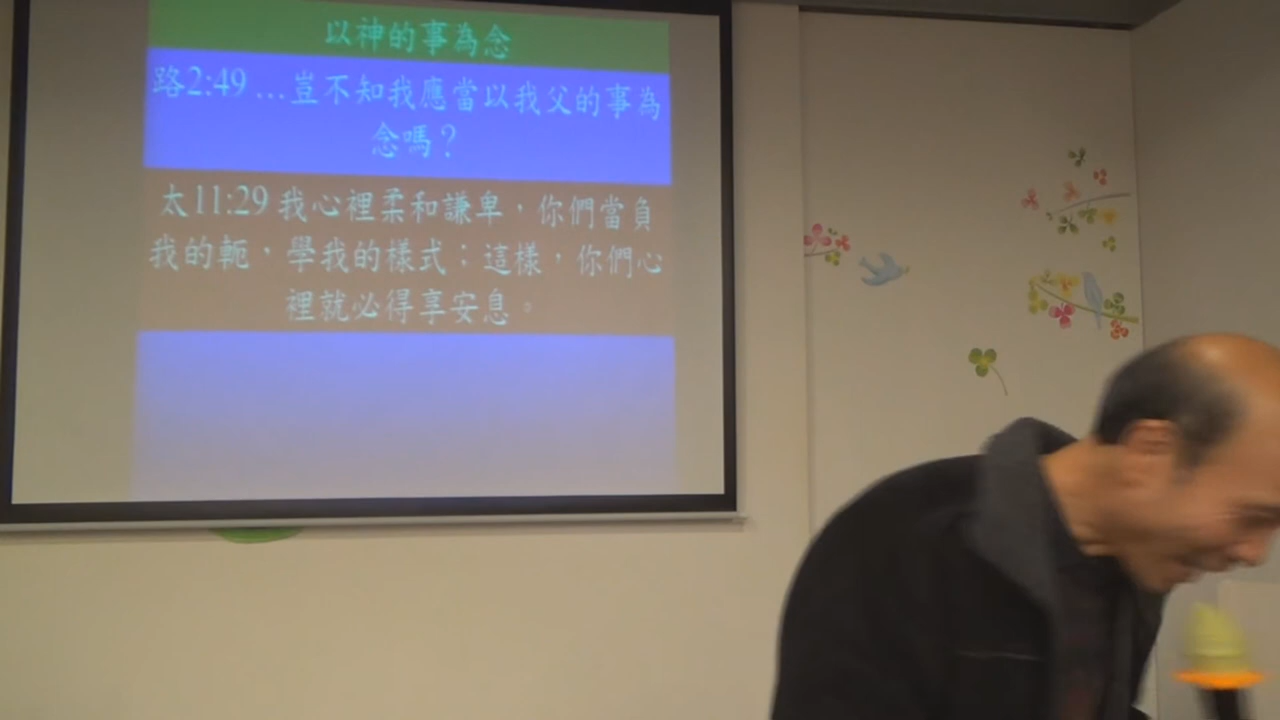 以神的事為念
路2:49 …豈不知我應當以我父的事為
念嗎？
太11:29 我心裡柔和謙卑，你們當負
我的軛，學我的樣式；這樣，你們心
裡就必得享安息。